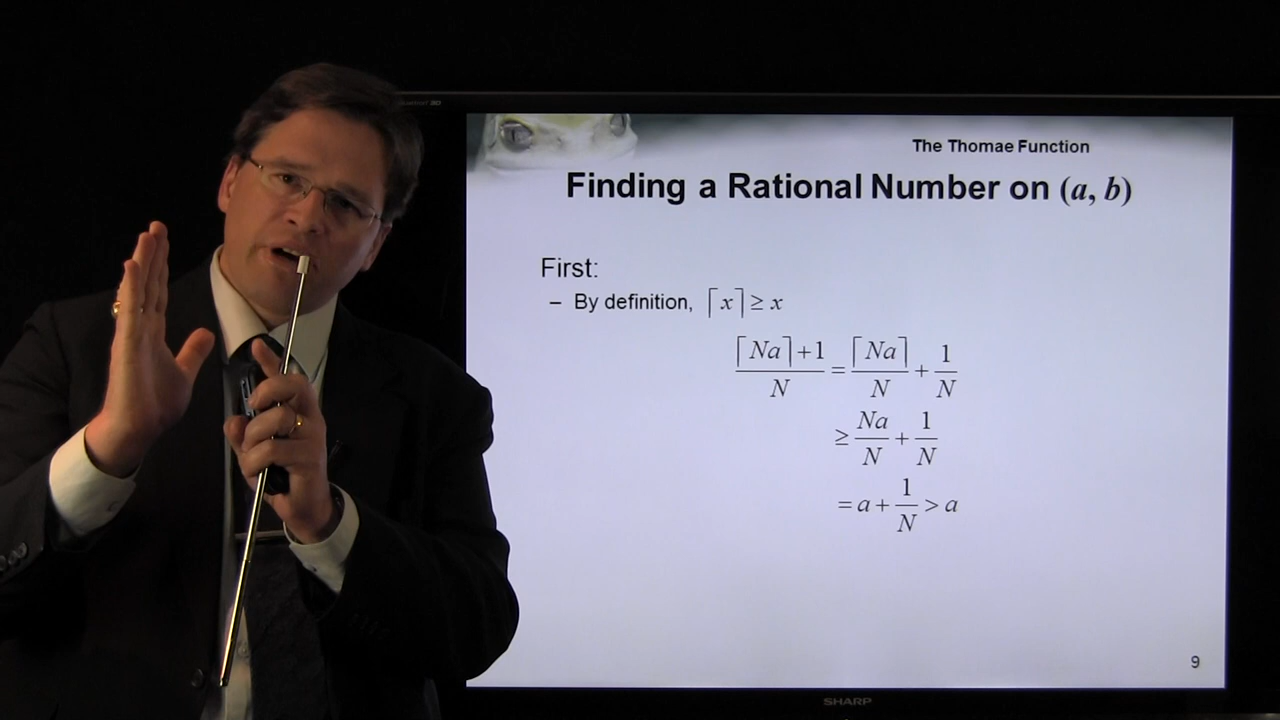 The Thomae Function
Finding a Rational Number on (a, b)
First:
– By definition, ⌈x⌉ ≥ x
(⌈Na⌉+1)/N = ⌈Na⌉/N + 1/N
≥ Na/N + 1/N
= a + 1/N > a
9
SHARP